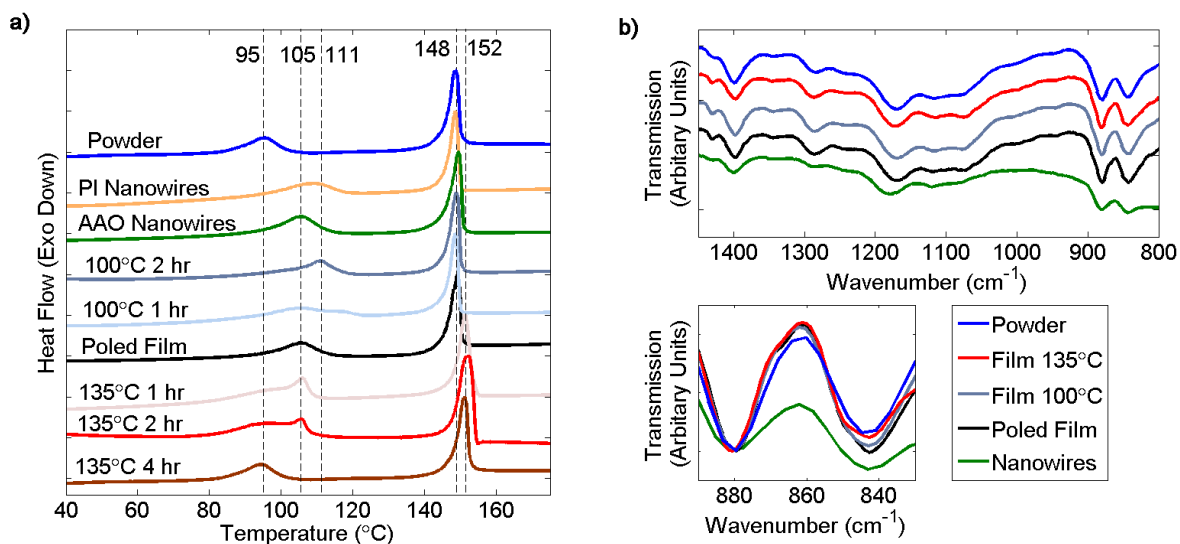 a)
95
105
111
148
152
Powder
PI Nanowires
AAO Nanowires
100°C 2 hr
100°C 1 hr
Poled Film
135°C 1 hr
135°C 2 hr
135°C 4 hr
Heat Flow (Exo Down)
40
60
80
100
120
140
160
Temperature (°C)
b)
Transmission
(Arbitary Units)
1400
1300
1200
1100
1000
900
800
Wavenumber (cm⁻¹)
Transmission
(Arbitary Units)
880
860
840
Wavenumber (cm⁻¹)
Powder
Film 135°C
Film 100°C
Poled Film
Nanowires